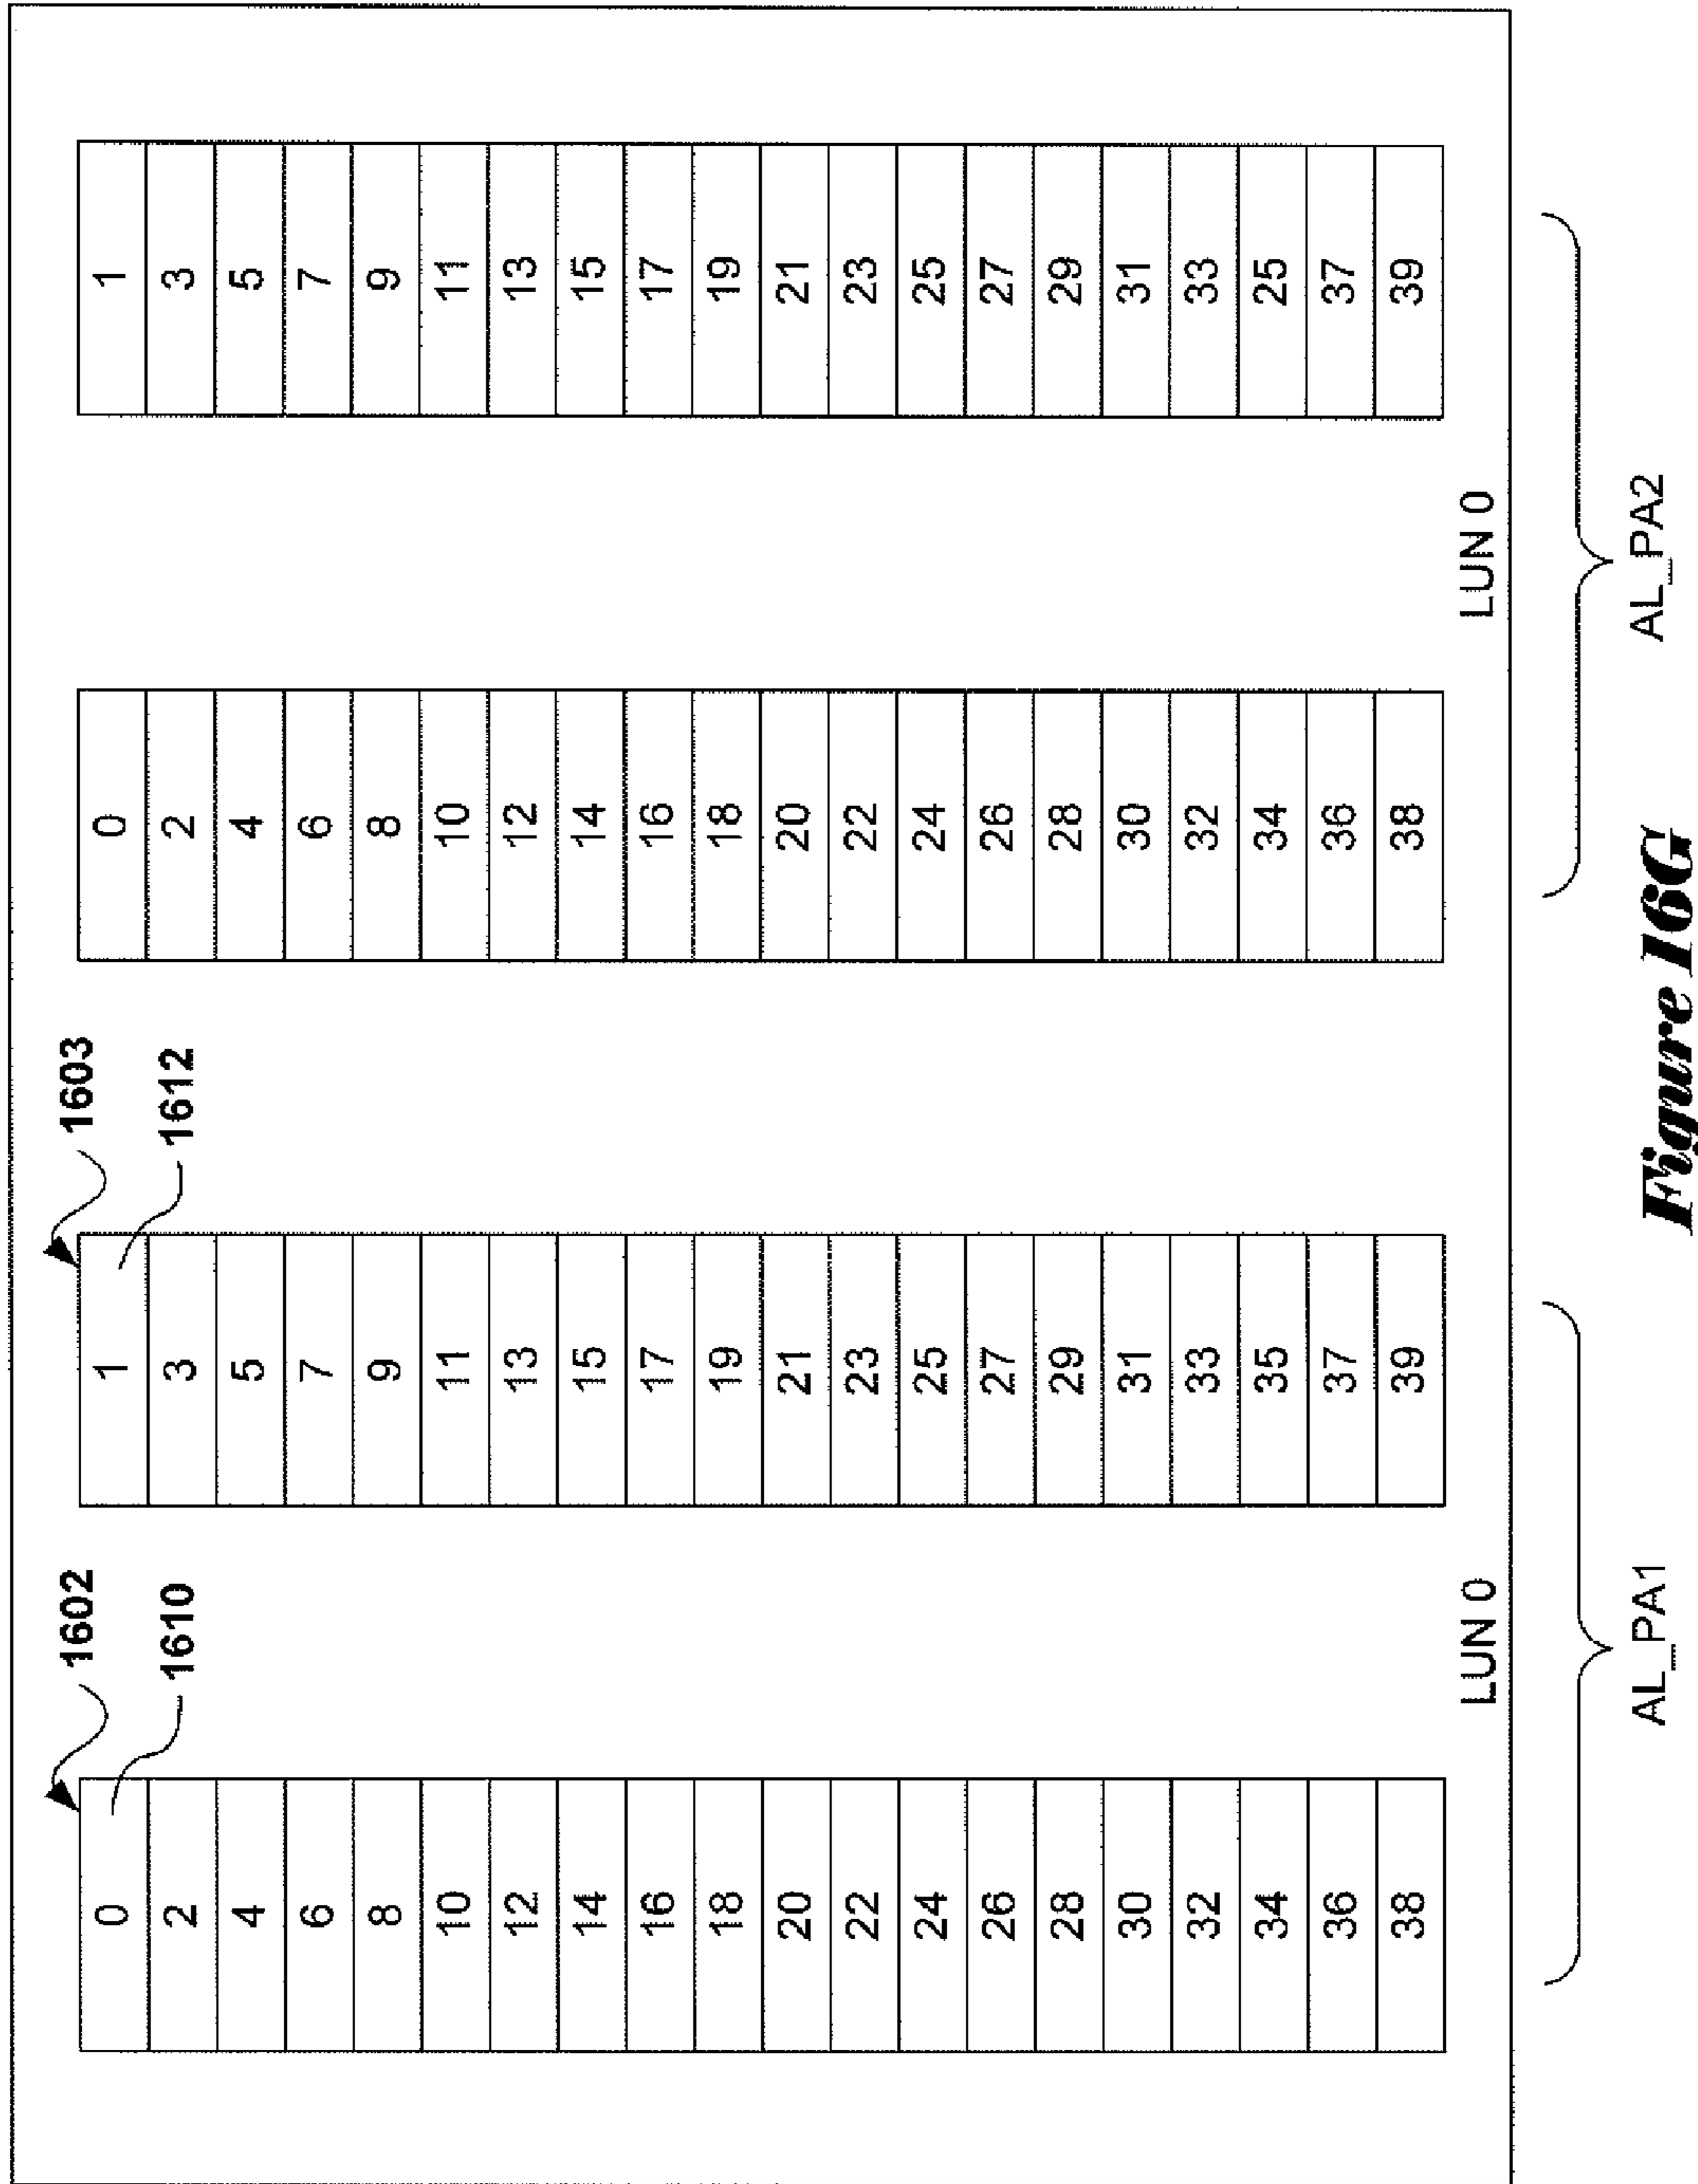 1602
1603
1610
1612
0 1 0 1
2 3 2 3
4 5 4 5
6 7 6 7
8 9 8 9
10 11 10 11
12 13 12 13
14 15 14 15
16 17 16 17
18 19 18 19
20 21 20 21
22 23 22 23
24 25 24 25
26 27 26 27
28 29 28 29
30 31 30 31
32 33 32 33
34 35 34 25
36 37 36 37
38 39 38 39
LUN 0
LUN 0
AL_PA1
AL_PA2
Figure 16G